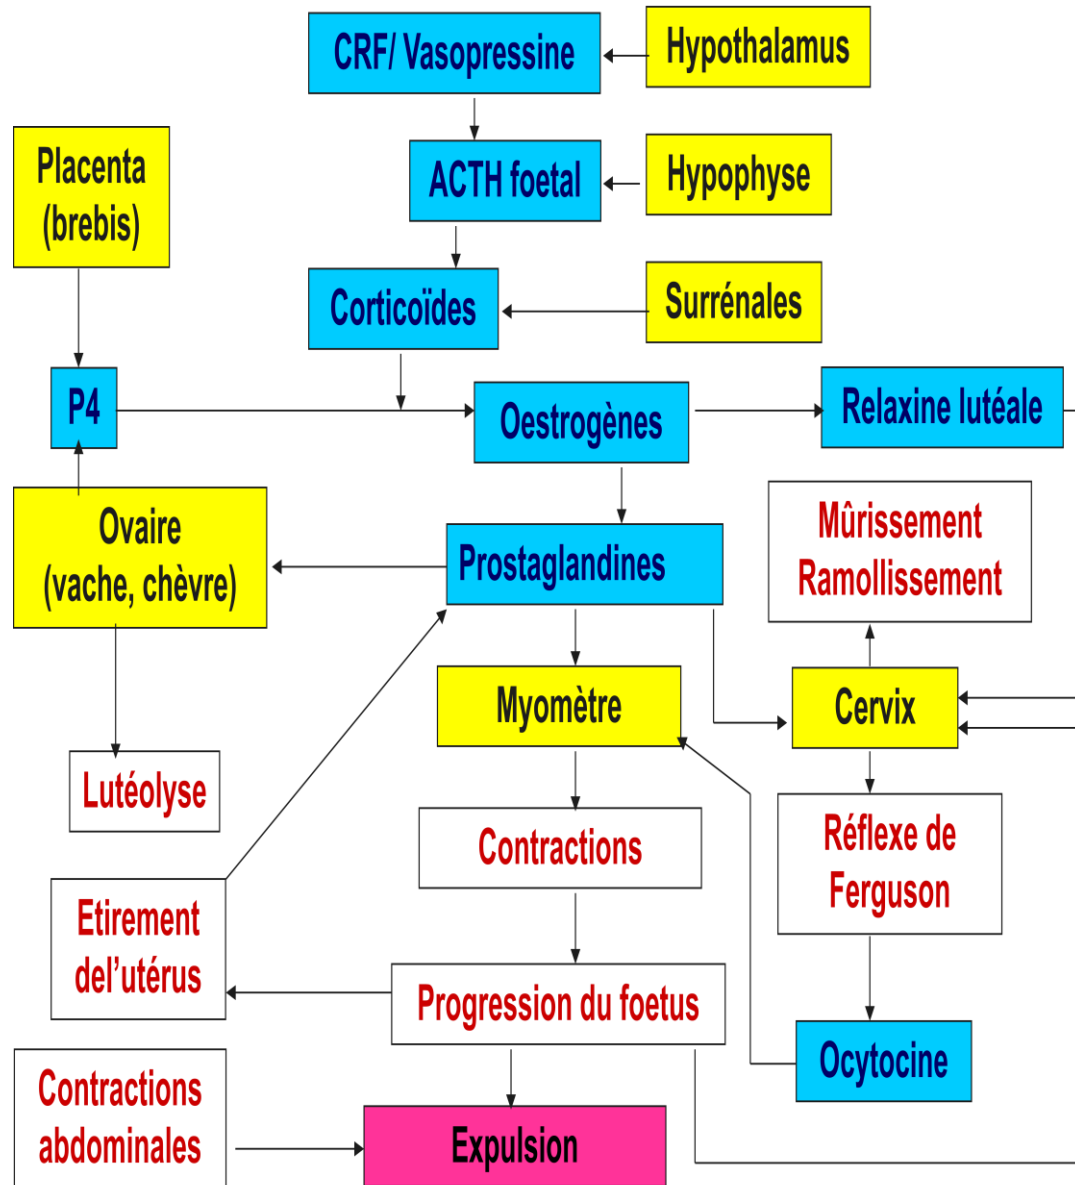 CRF/ Vasopressine
Hypothalamus
Placenta
(brebis)
ACTH foetal
Hypophyse
Corticoïdes
Surrénales
P4
Oestrogènes
Relaxine lutéale
Ovaire
(vache, chèvre)
Prostaglandines
Mûrissement
Ramollissement
Myomètre
Cervix
Lutéolyse
Contractions
Réflexe de
Ferguson
Etirement
del’utérus
Progression du foetus
Ocytocine
Contractions
abdominales
Expulsion